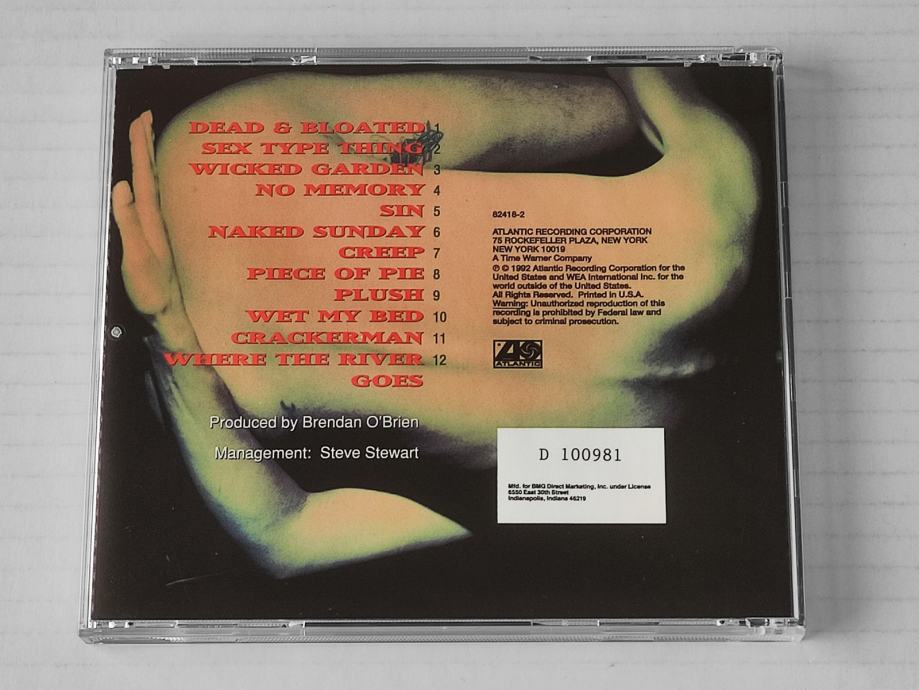 DEAD & BLOATED 1
SEX TYPE THING 2
WICKED GARDEN 3
NO MEMORY 4
SIN 5
NAKED SUNDAY 6
CREEP 7
PIECE OF PIE 8
PLUSH 9
WET MY BED 10
CRACKERMAN 11
WHERE THE RIVER 12
GOES
Produced by Brendan O'Brien
Management: Steve Stewart
82418-2
ATLANTIC RECORDING CORPORATION
75 ROCKEFELLER PLAZA, NEW YORK
NEW YORK 10019
A Time Warner Company
℗ © 1992 Atlantic Recording Corporation for the
United States and WEA International Inc. for the
world outside of the United States.
All Rights Reserved. Printed in U.S.A.
Warning: Unauthorized reproduction of this
recording is prohibited by Federal law and
subject to criminal prosecution.
ATLANTIC
D 100981
Mfd. for BMG Direct Marketing, Inc. under License
6550 East 30th Street
Indianapolis, Indiana 46219